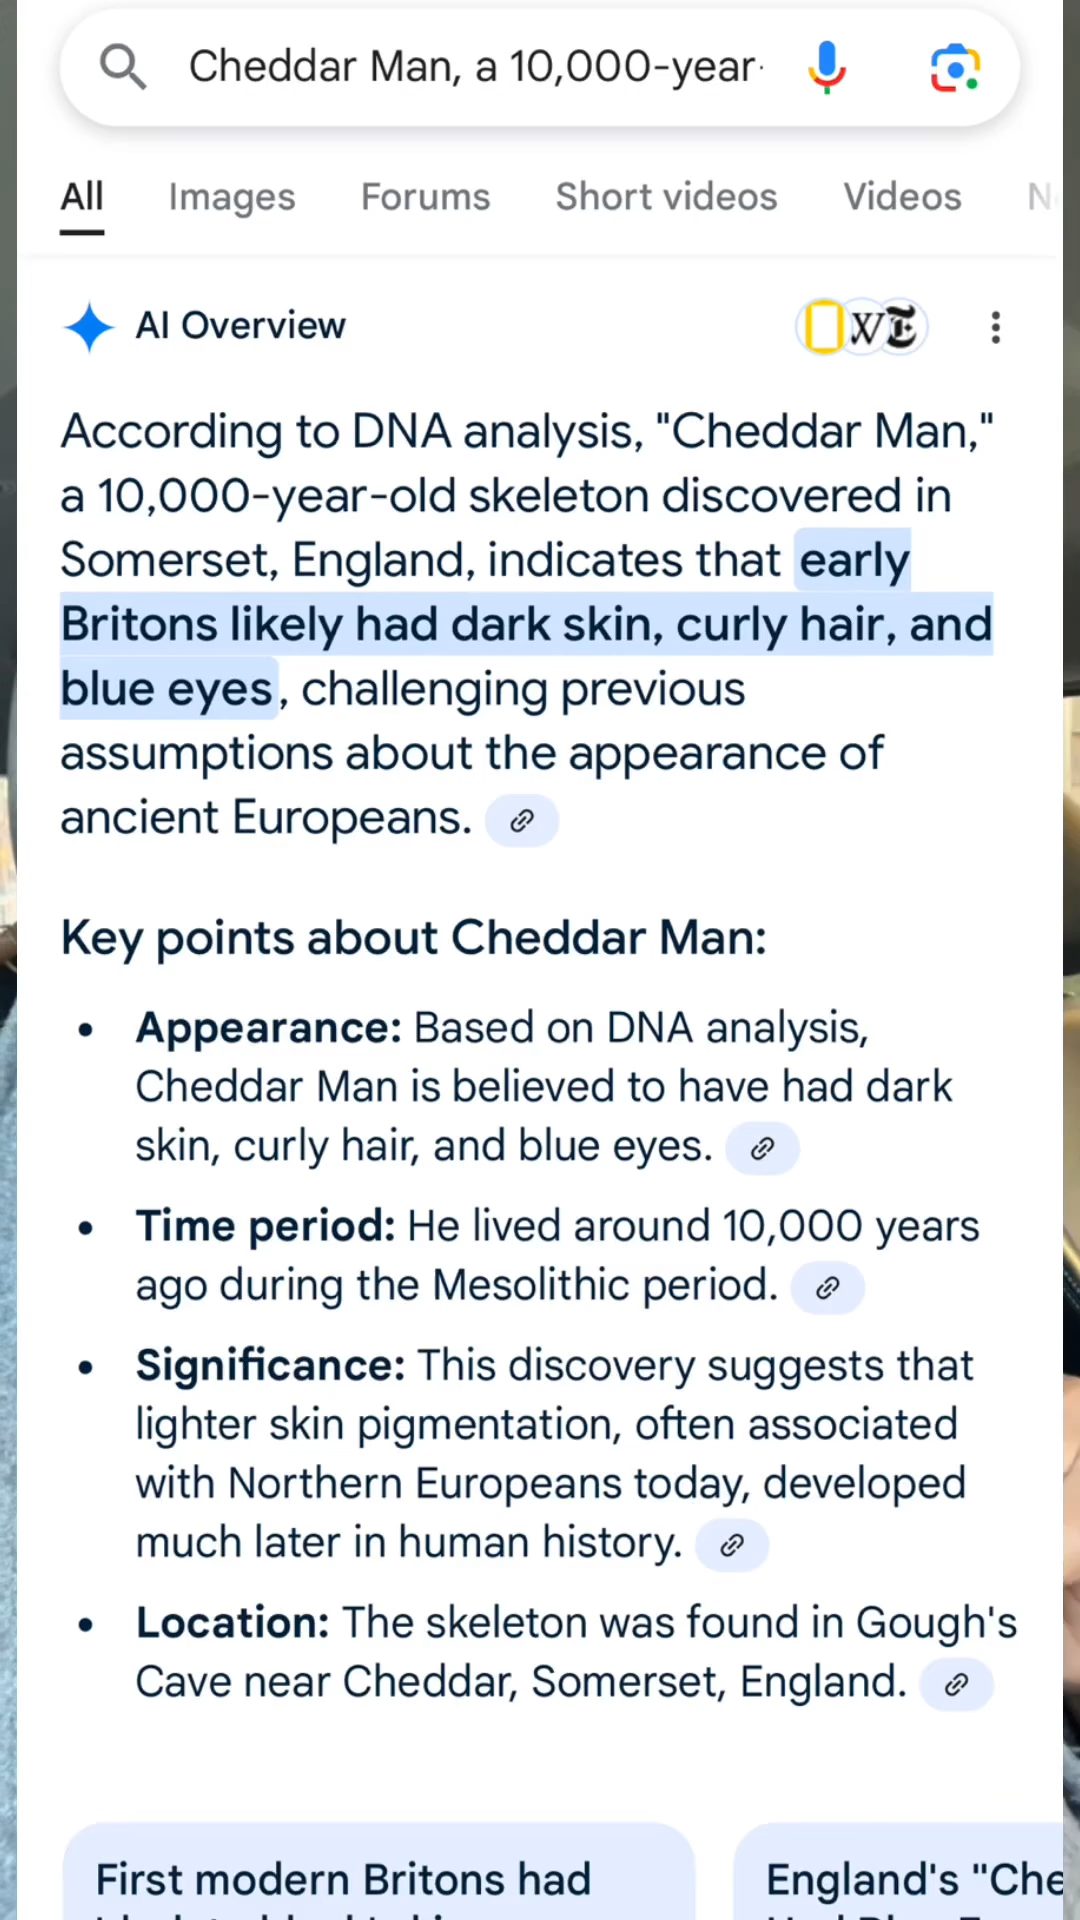 Cheddar Man, a 10,000-year
All Images Forums Short videos Videos
AI Overview
According to DNA analysis, "Cheddar Man,"
a 10,000-year-old skeleton discovered in
Somerset, England, indicates that early
Britons likely had dark skin, curly hair, and
blue eyes, challenging previous
assumptions about the appearance of
ancient Europeans.
Key points about Cheddar Man:
• Appearance: Based on DNA analysis,
Cheddar Man is believed to have had dark
skin, curly hair, and blue eyes.
• Time period: He lived around 10,000 years
ago during the Mesolithic period.
• Significance: This discovery suggests that
lighter skin pigmentation, often associated
with Northern Europeans today, developed
much later in human history.
• Location: The skeleton was found in Gough's
Cave near Cheddar, Somerset, England.
First modern Britons had
England's "Che